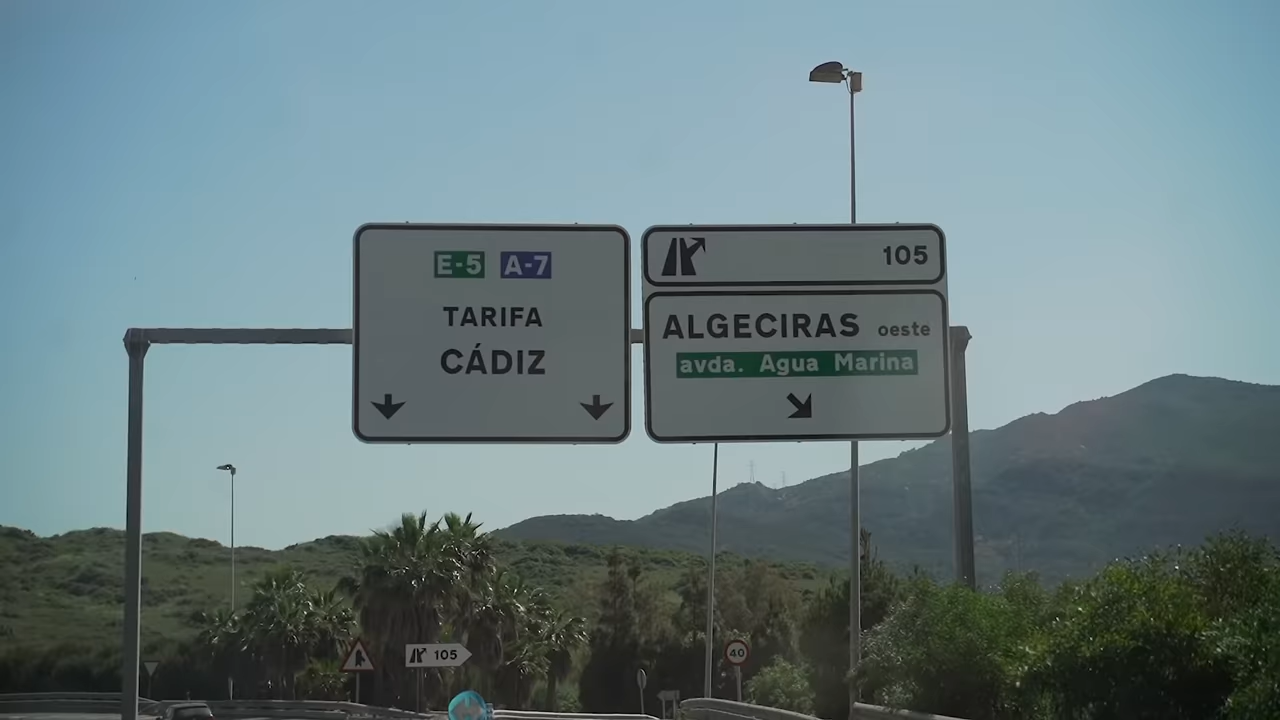 E-5 A-7
TARIFA
CÁDIZ
105
ALGECIRAS oeste
avda. Agua Marina
105
40